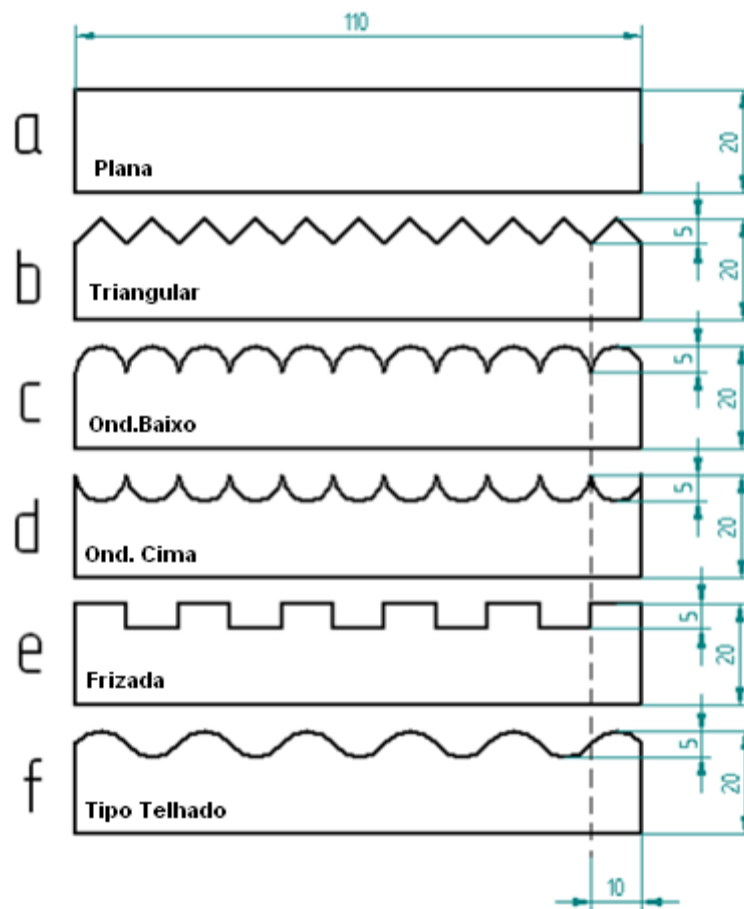 110
a
Plana
20
b
Triangular
5
20
c
Ond.Baixo
5
20
d
Ond. Cima
5
20
e
Frizada
5
20
f
Tipo Telhado
5
20
10